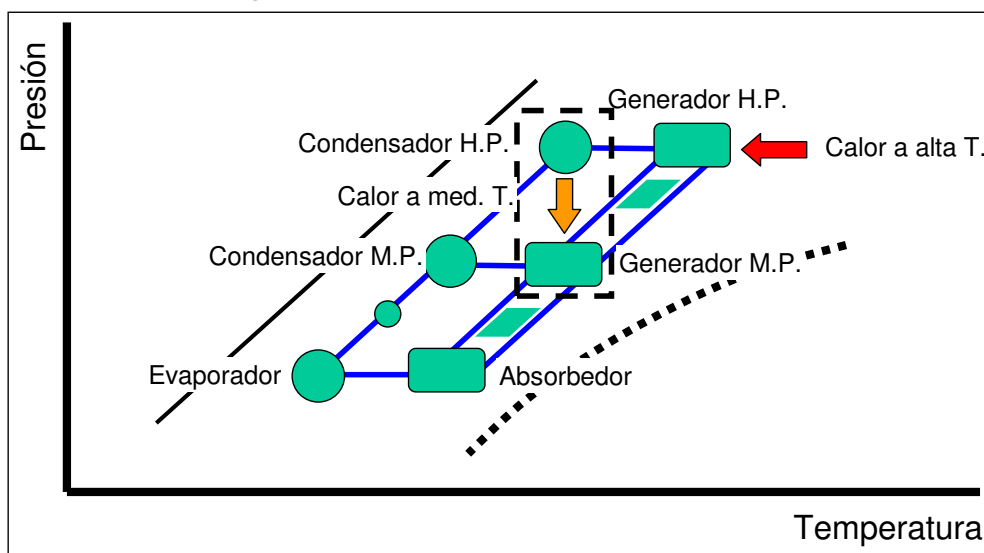 Presión
Generador H.P.
Condensador H.P.
Calor a alta T.
Calor a med. T.
Condensador M.P.
Generador M.P.
Evaporador
Absorbedor
Temperatura